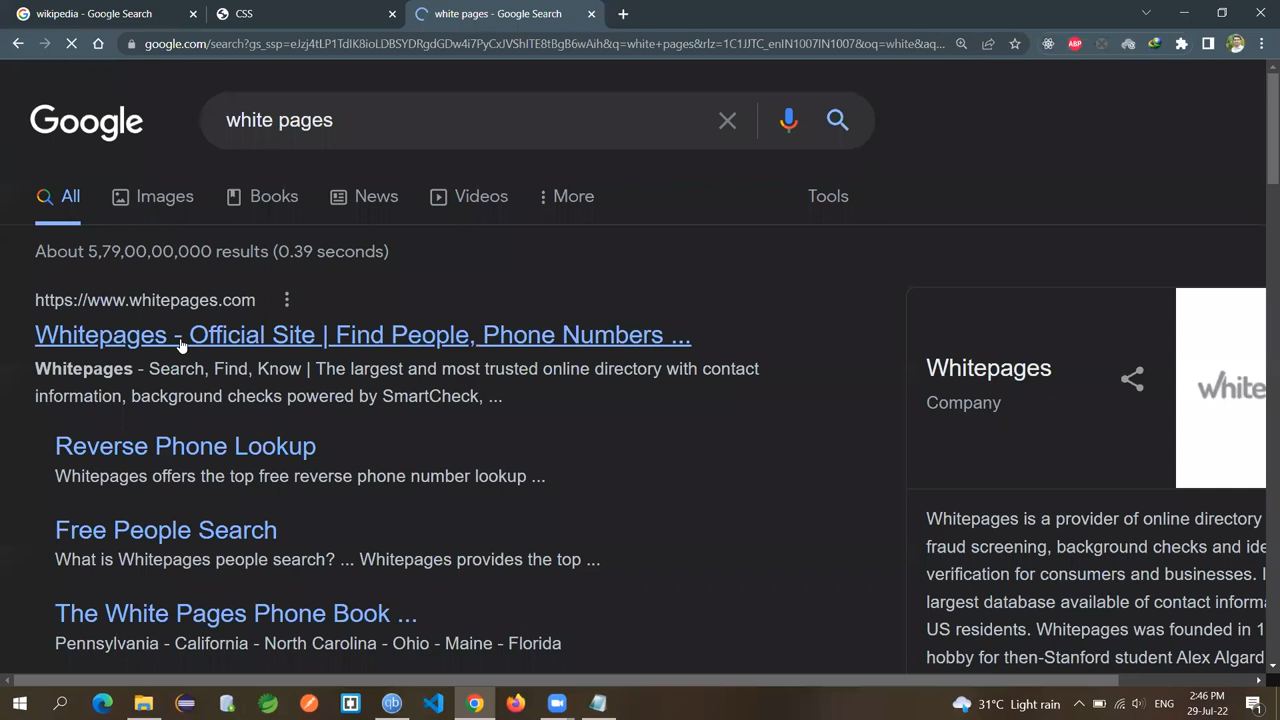 wikipedia - Google Search
CSS
white pages - Google Search
google.com/search?gs_ssp=eJzj4tLP1TdIK8ioLDBSYDRgdGDw4i7PyCxJVShITE8tBgB6wAih&q=white+pages&rlz=1C1JJTC_enIN1007IN1007&oq=white&aq...
ABP
Google
white pages
All
Images
Books
News
Videos
More
Tools
About 5,79,00,00,000 results (0.39 seconds)
https://www.whitepages.com
Whitepages - Official Site | Find People, Phone Numbers ...
Whitepages - Search, Find, Know | The largest and most trusted online directory with contact
information, background checks powered by SmartCheck, ...
Reverse Phone Lookup
Whitepages offers the top free reverse phone number lookup ...
Free People Search
What is Whitepages people search? ... Whitepages provides the top ...
The White Pages Phone Book ...
Pennsylvania - California - North Carolina - Ohio - Maine - Florida
Whitepages
Company
white
Whitepages is a provider of online directory
fraud screening, background checks and ide
verification for consumers and businesses. I
largest database available of contact informa
US residents. Whitepages was founded in 1
hobby for then-Stanford student Alex Algard
qb
31°C Light rain
ENG
2:46 PM
29-Jul-22
1